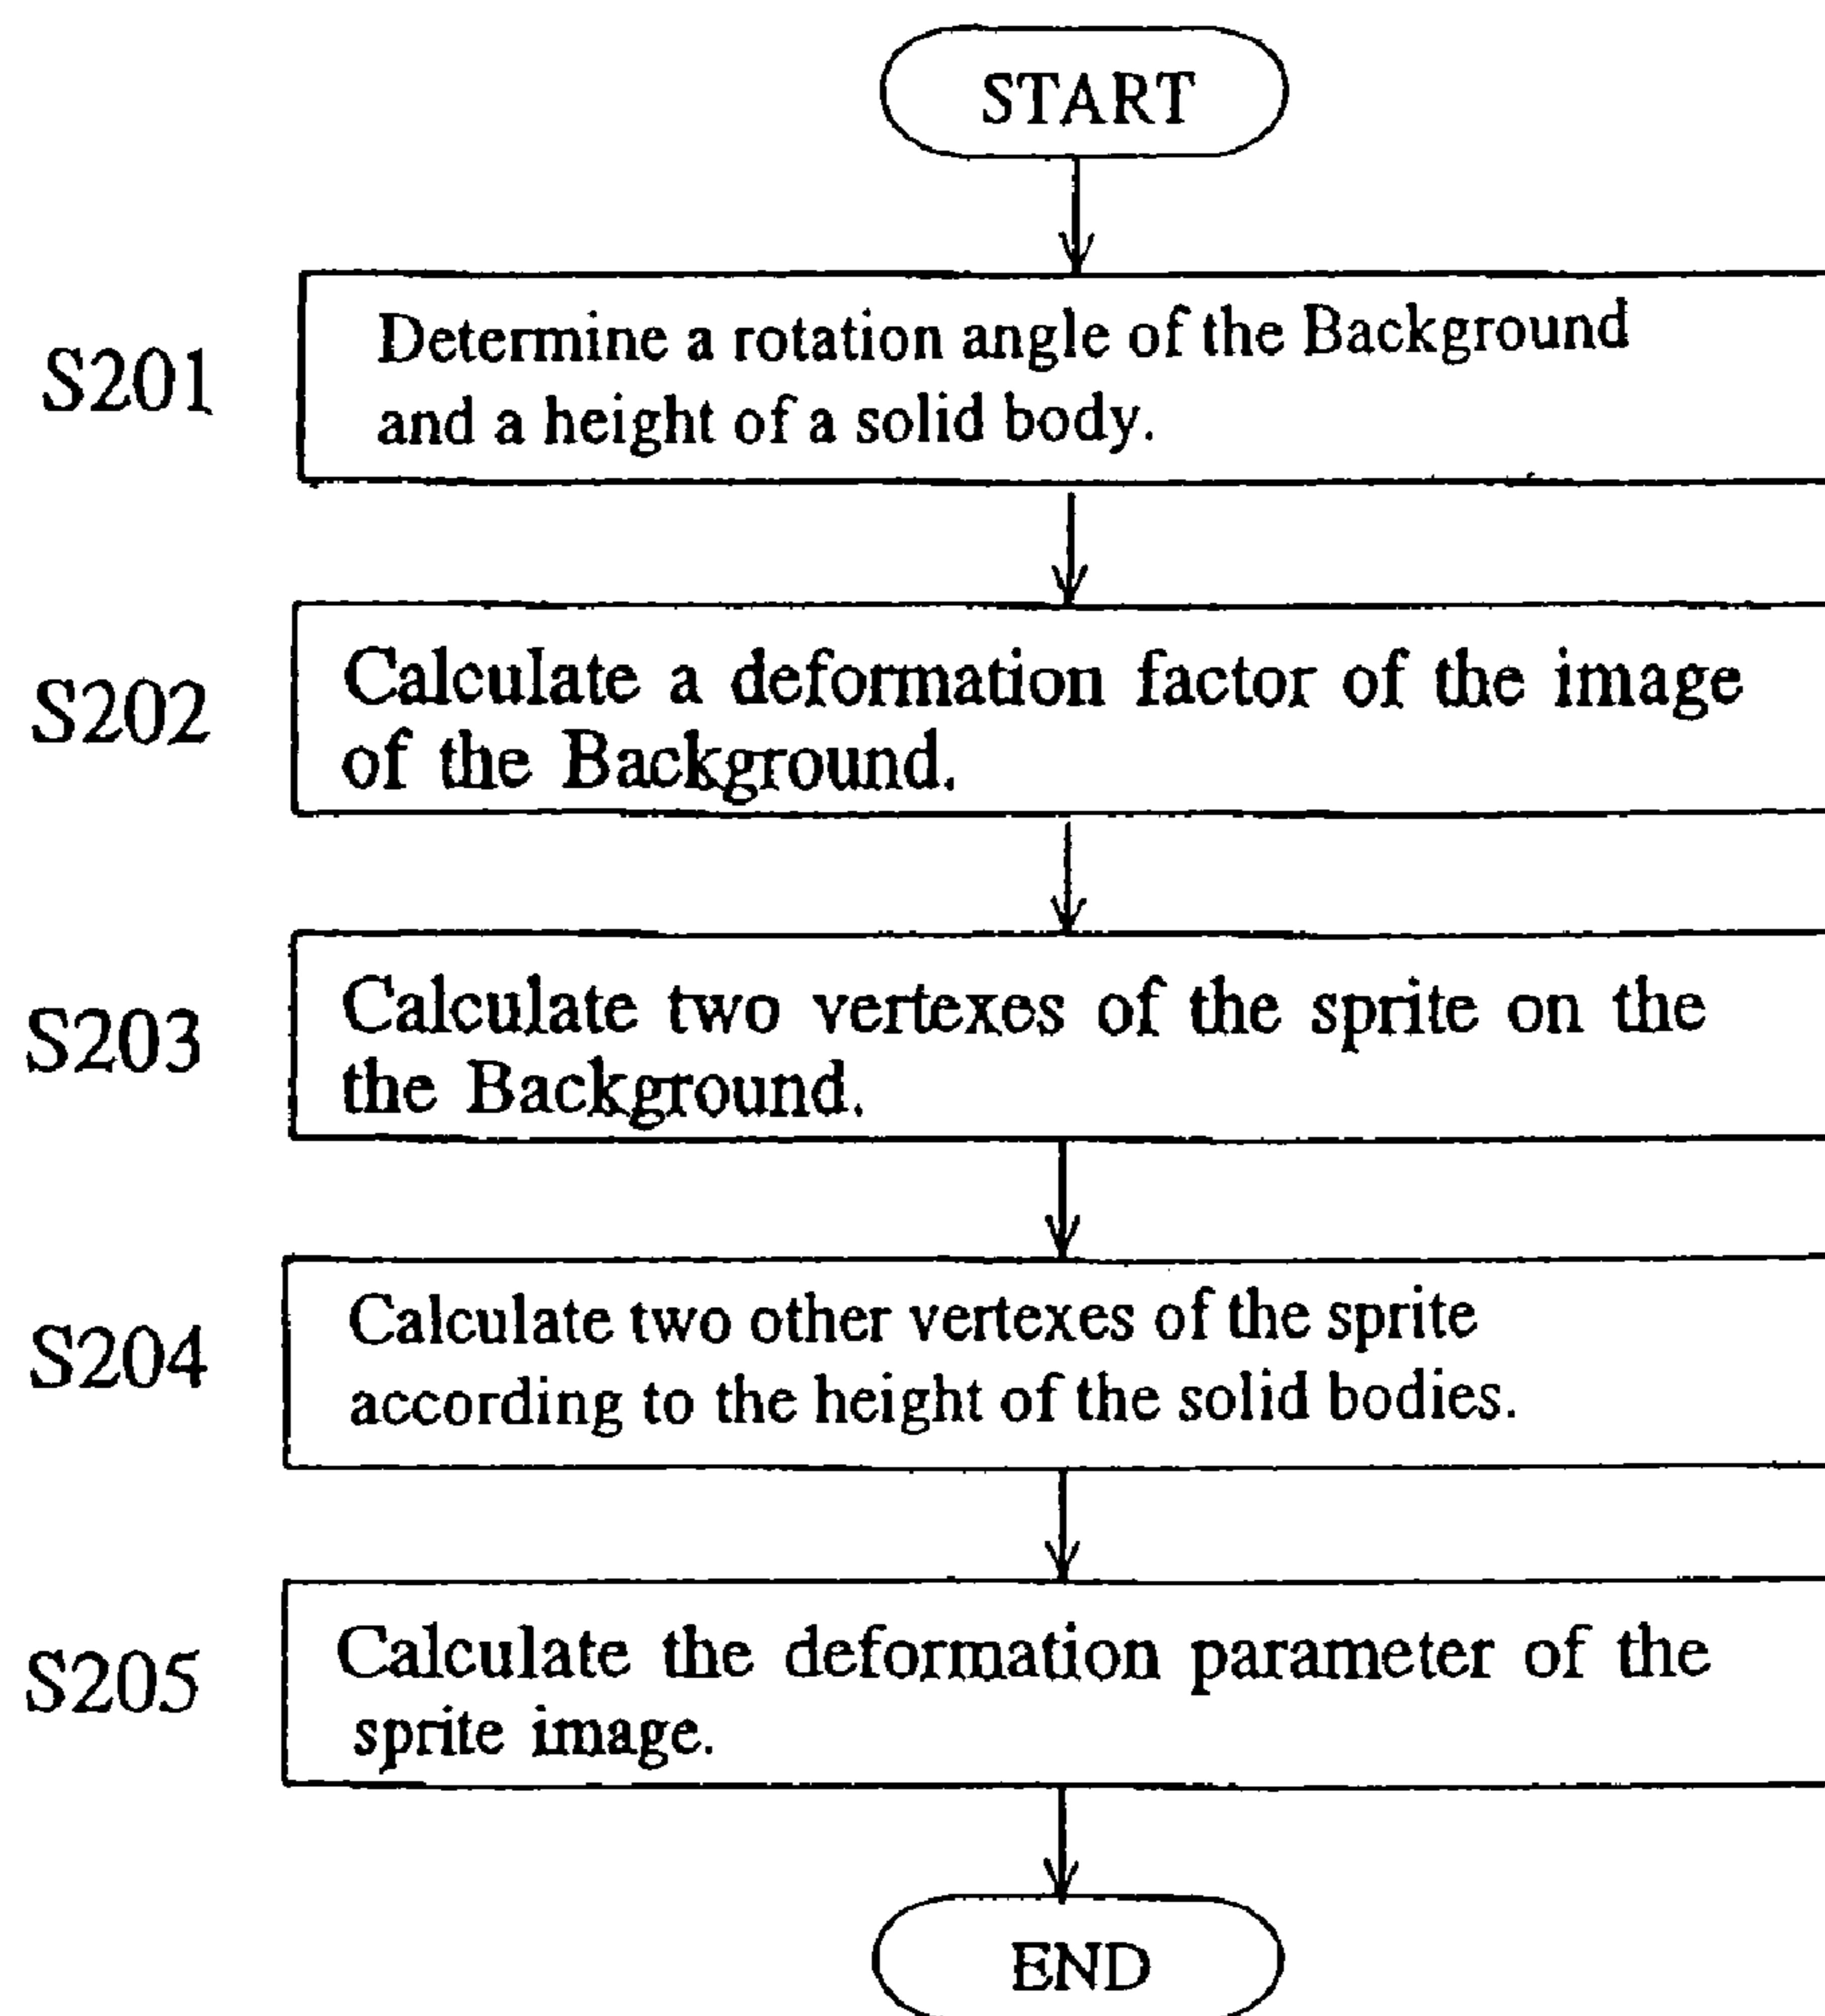 START
S201
Determine a rotation angle of the Background
and a height of a solid body.
S202
Calculate a deformation factor of the image
of the Background.
S203
Calculate two vertexes of the sprite on the
the Background.
S204
Calculate two other vertexes of the sprite
according to the height of the solid bodies.
S205
Calculate the deformation parameter of the
sprite image.
END